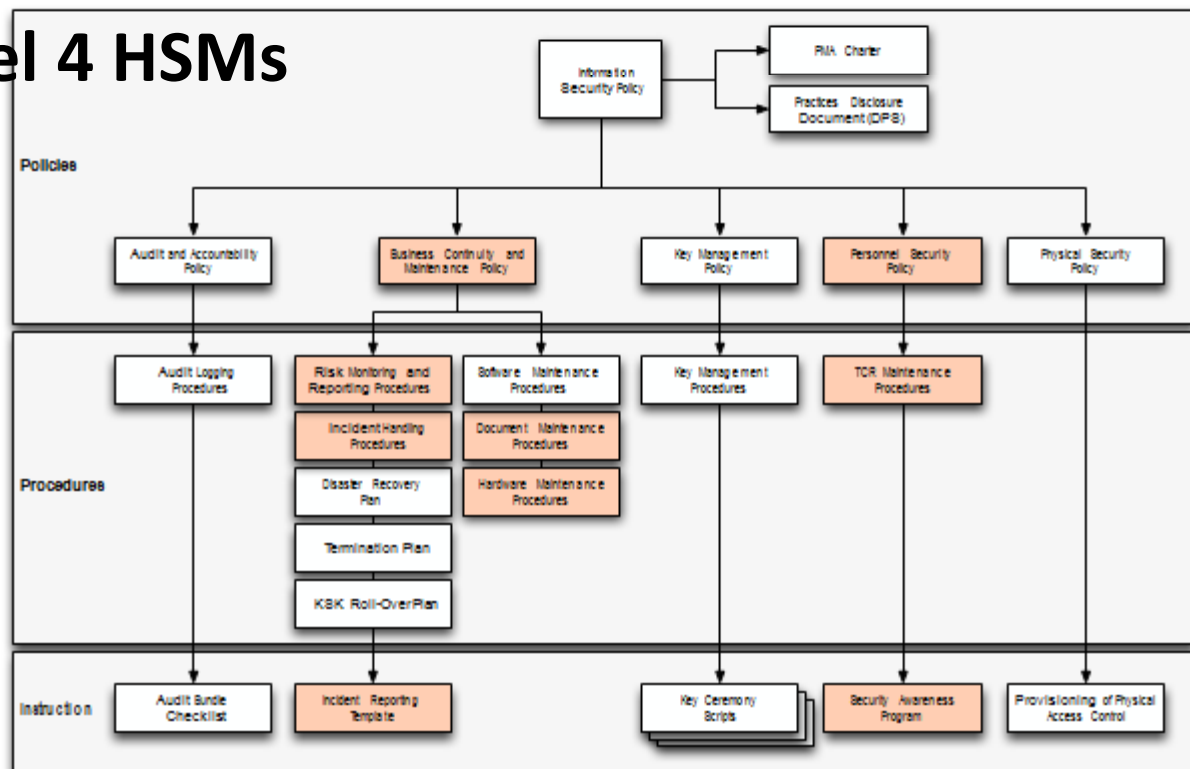 el 4 HSMs
Information
Security Policy
PMA Charter
Practices Disclosure
Document (DPS)
Policies
Audit and Accountability
Policy
Business Continuity and
Maintenance Policy
Key Management
Policy
Personnel Security
Policy
Physical Security
Policy
Audit Logging
Procedures
Risk Monitoring and
Reporting Procedures
Software Maintenance
Procedures
Key Management
Procedures
TCR Maintenance
Procedures
Incident Handling
Procedures
Document Maintenance
Procedures
Procedures
Disaster Recovery
Plan
Hardware Maintenance
Procedures
Termination Plan
KSK Roll-Over Plan
Instruction
Audit Bundle
Checklist
Incident Reporting
Template
Key Ceremony
Scripts
Security Awareness
Program
Provisioning of Physical
Access Control